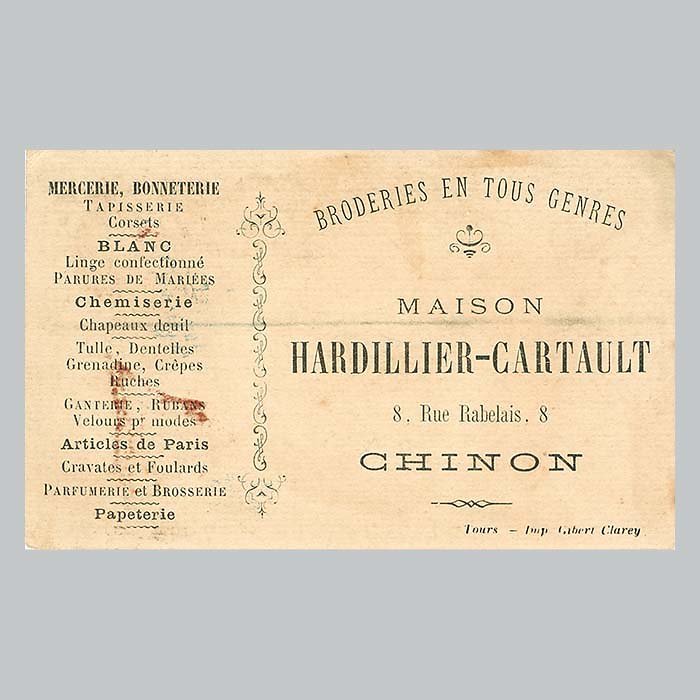 MERCERIE, BONNETERIE
TAPISSERIE
Corsets
BLANC
Linge confectionné
PARURES DE MARIÉES
Chemiserie
Chapeaux deuil
Tulle, Dentelles
Grenadine, Crêpes
Ruches
GANTERIE, RUBANS
Velours pr modes
Articles de Paris
Cravates et Foulards
PARFUMERIE et BROSSERIE
Papeterie
BRODERIES EN TOUS GENRES
MAISON
HARDILLIER-CARTAULT
8, Rue Rabelais, 8
CHINON
Tours – Imp Gibert Clarey